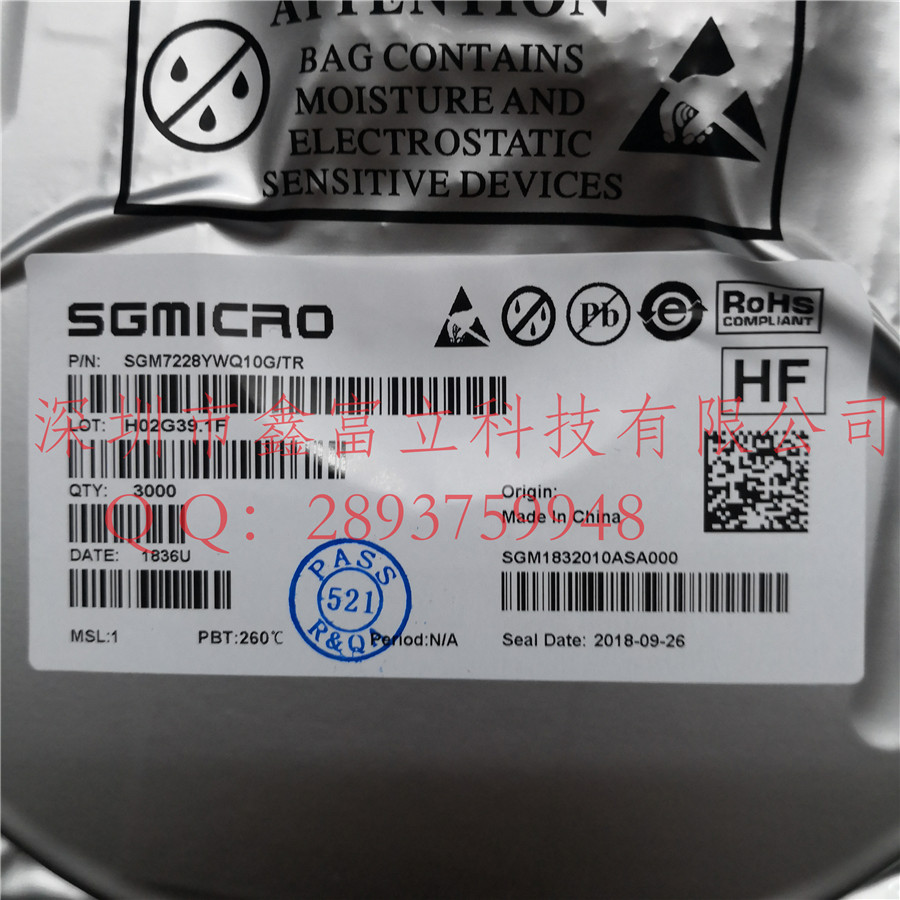 ATTENTION
BAG CONTAINS
MOISTURE AND
ELECTROSTATIC
SENSITIVE DEVICES
SGMICRO
Pb
e
RoHS
COMPLIANT
P/N: SGM7228YWQ10G/TR
HF
深圳市鑫富立科技有限公司
LOT: H02G39.1F
QTY: 3000
Origin:
Made In China
QQ：2893759948
DATE: 1836U
SGM1832010ASA000
PASS
521
R&QA
MSL:1 PBT:260℃ Period:N/A Seal Date: 2018-09-26